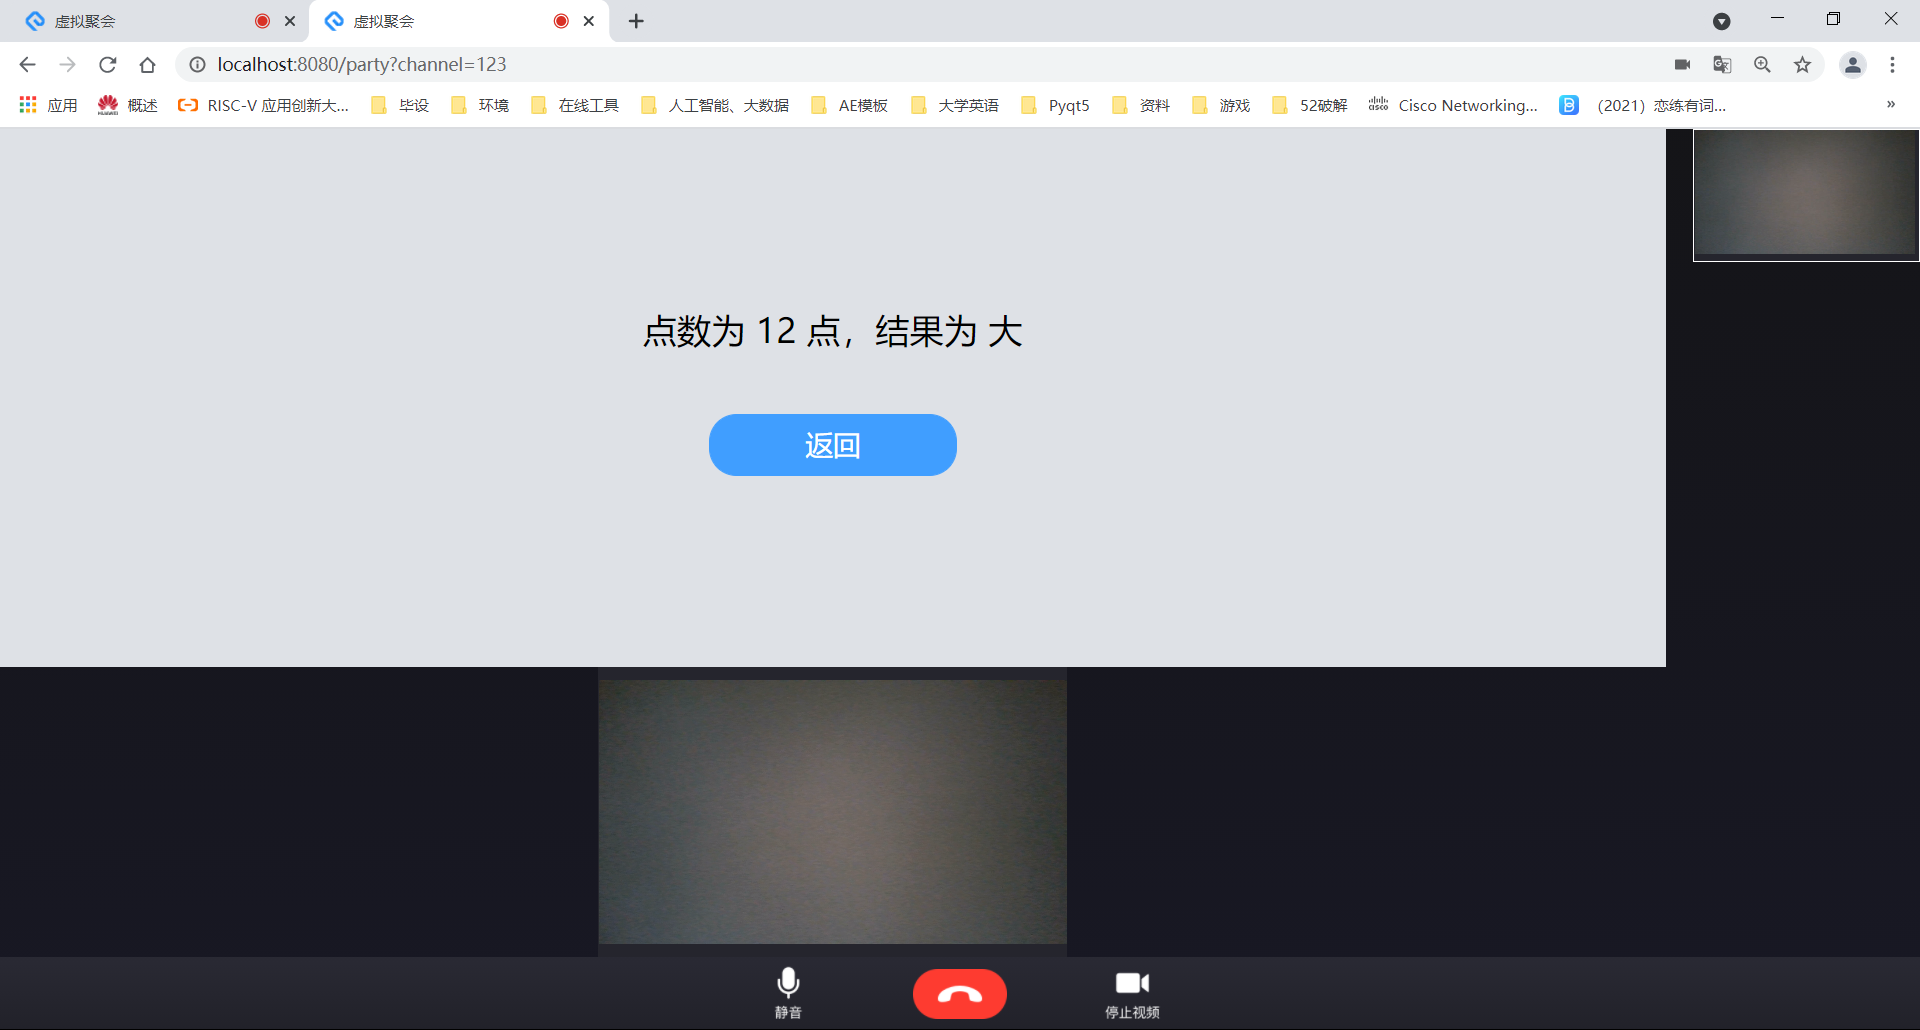 虚拟聚会
虚拟聚会
localhost:8080/party?channel=123
应用 HUAWEI 概述 RISC-V 应用创新大... 毕设 环境 在线工具 人工智能、大数据 AE模板 大学英语 Pyqt5 资料 游戏 52破解 cisco Cisco Networking... （2021）恋练有词... »
点数为 12 点，结果为 大
返回
静音
停止视频